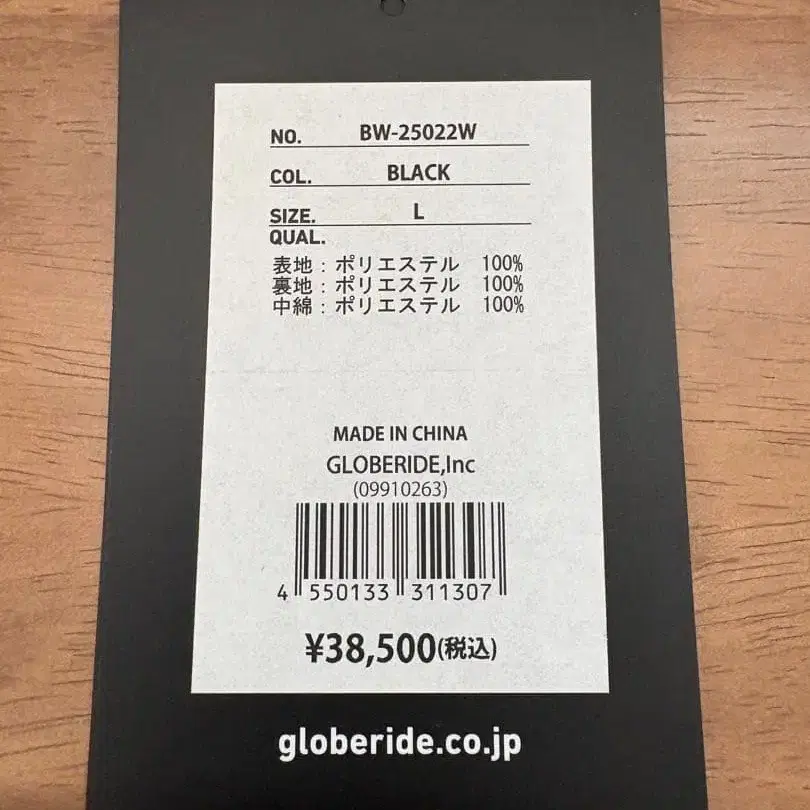 NO. BW-25022W
COL. BLACK
SIZE. L
QUAL.
表地：ポリエステル 100%
裏地：ポリエステル 100%
中綿：ポリエステル 100%
MADE IN CHINA
GLOBERIDE,Inc
(09910263)
4 550133 311307
¥38,500(税込)
globeride.co.jp